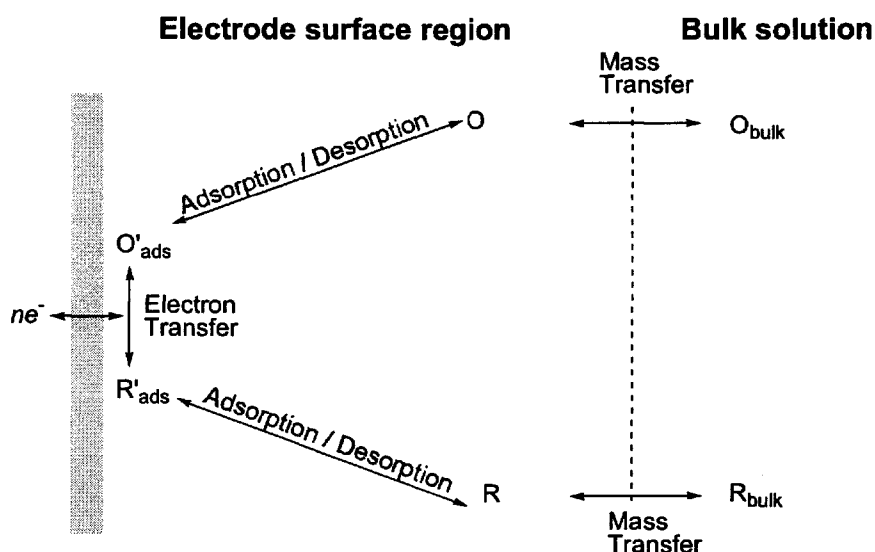 Electrode surface region
Bulk solution
Mass
Transfer
Adsorption / Desorption
O
O_bulk
O'_ads
ne^-
Electron
Transfer
R'_ads
Adsorption / Desorption
R
R_bulk
Mass
Transfer